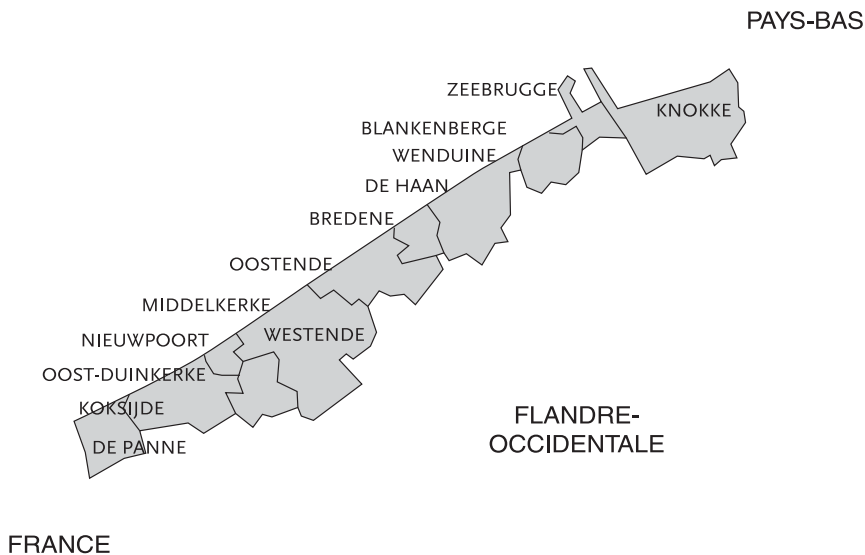 PAYS-BAS
ZEEBRUGGE
KNOKKE
BLANKENBERGE
WENDUINE
DE HAAN
BREDENE
OOSTENDE
MIDDELKERKE
WESTENDE
NIEUWPOORT
OOST-DUINKERKE
KOKSIJDE
DE PANNE
FLANDRE-
OCCIDENTALE
FRANCE